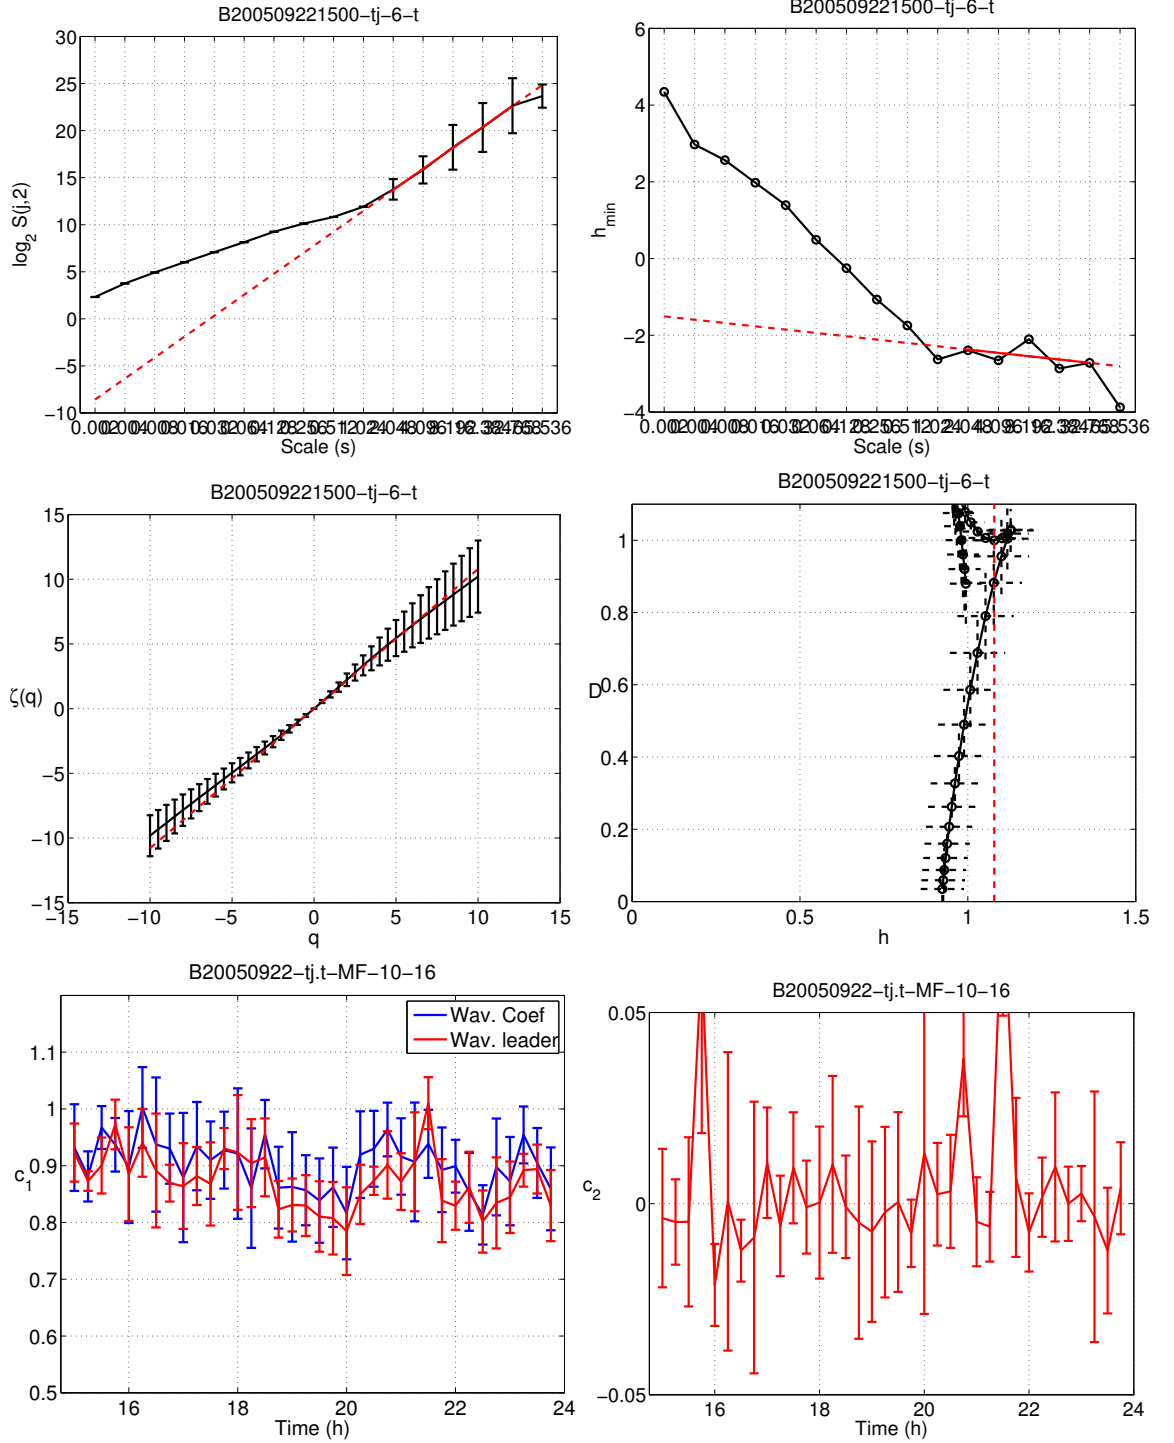 B200509221500-tj-6-t
30
25
20
15
10
5
0
-5
-10
log2 S(j,2)
Scale (s)
B200509221500-tj-6-t
6
4
2
0
-2
-4
hmin
Scale (s)
B200509221500-tj-6-t
15
10
5
0
-5
-10
-15
ζ(q)
-15 -10 -5 0 5 10 15
q
B200509221500-tj-6-t
1
0.8
0.6
0.4
0.2
0
D
0 0.5 1 1.5
h
B20050922-tj.t-MF-10-16
Wav. Coef
Wav. leader
1.1
1
0.9
0.8
0.7
0.6
0.5
c1
16 18 20 22 24
Time (h)
B20050922-tj.t-MF-10-16
0.05
0
-0.05
c2
16 18 20 22 24
Time (h)